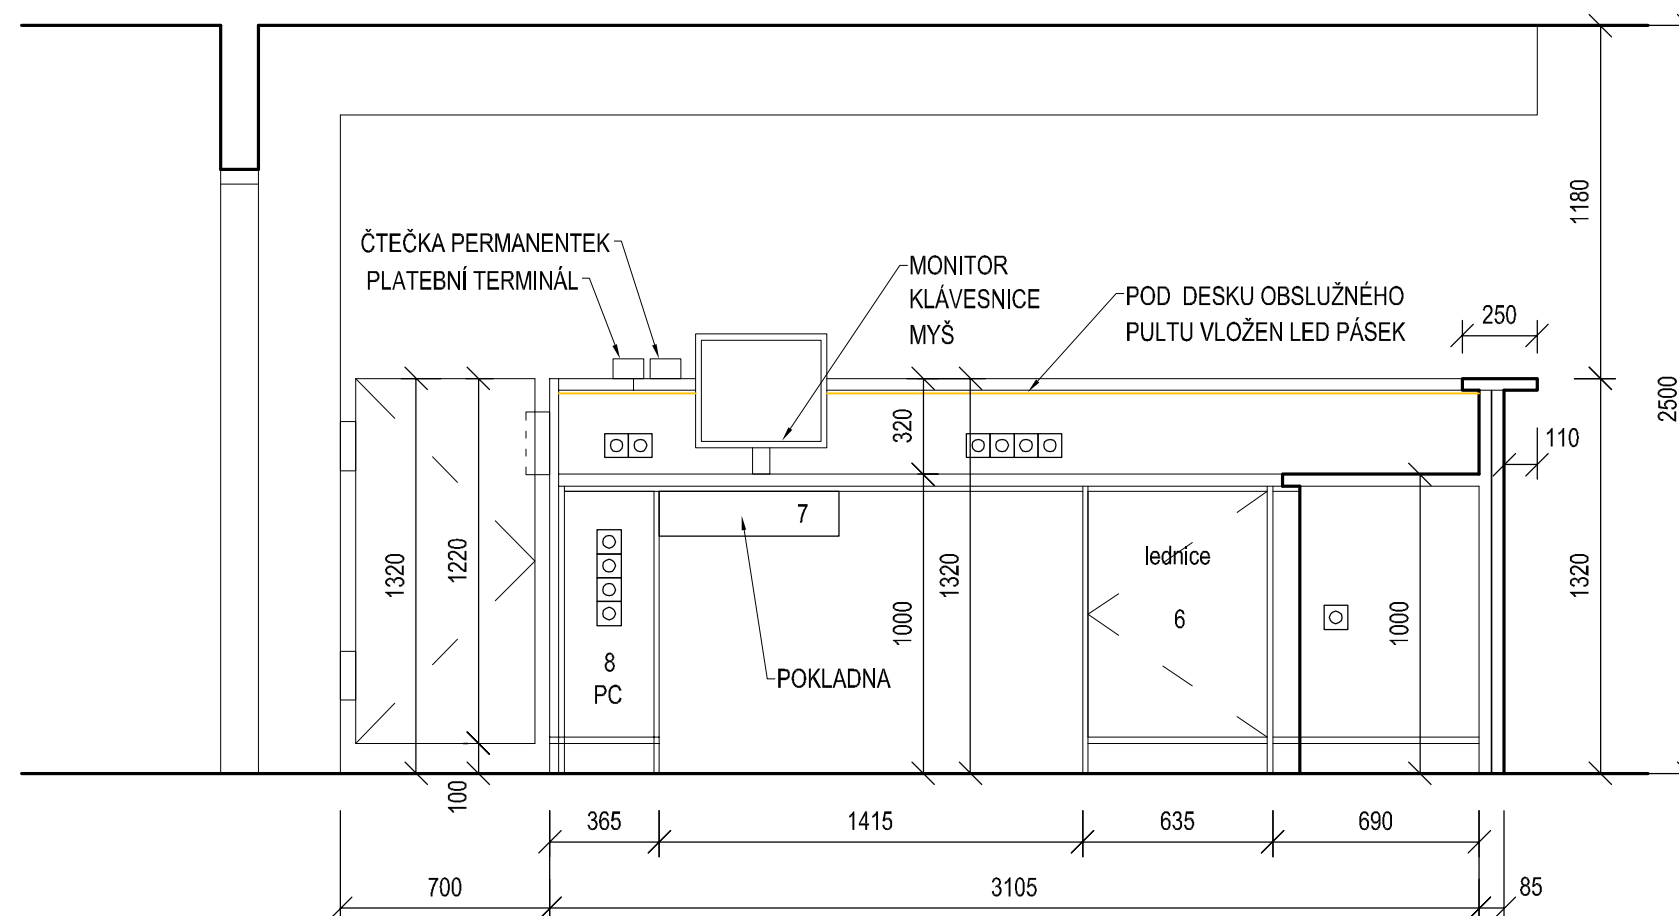 1180
ČTEČKA PERMANENTEK
PLATEBNÍ TERMINÁL
MONITOR
KLÁVESNICE
MYŠ
POD DESKU OBSLUŽNÉHO
PULTU VLOŽEN LED PÁSEK
250
2500
320
110
7
1320
1220
1320
1000
lednice
6
1000
1320
8
PC
POKLADNA
100
365
1415
635
690
700
3105
85